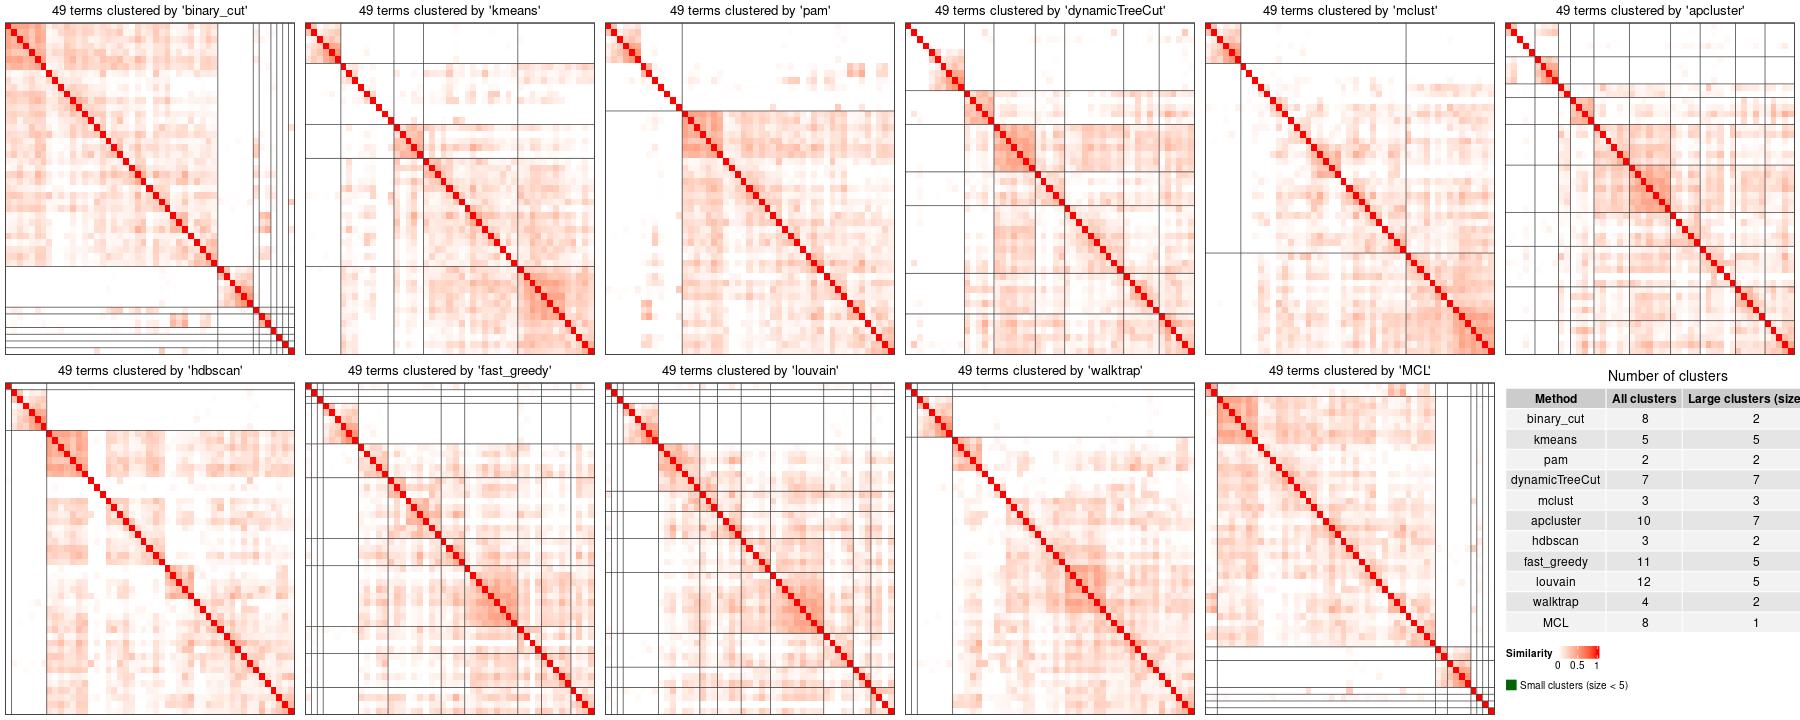 49 terms clustered by 'binary_cut'
49 terms clustered by 'kmeans'
49 terms clustered by 'pam'
49 terms clustered by 'dynamicTreeCut'
49 terms clustered by 'mclust'
49 terms clustered by 'apcluster'
49 terms clustered by 'hdbscan'
49 terms clustered by 'fast_greedy'
49 terms clustered by 'louvain'
49 terms clustered by 'walktrap'
49 terms clustered by 'MCL'
Number of clusters
Method All clusters Large clusters (size
binary_cut 8 2
kmeans 5 5
pam 2 2
dynamicTreeCut 7 7
mclust 3 3
apcluster 10 7
hdbscan 3 2
fast_greedy 11 5
louvain 12 5
walktrap 4 2
MCL 8 1
Similarity
0 0.5 1
Small clusters (size < 5)